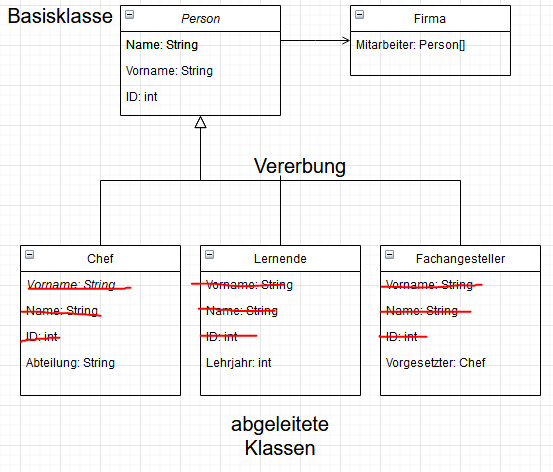 Basisklasse
Person
Name: String
Vorname: String
ID: int
Firma
Mitarbeiter: Person[]
Vererbung
Chef
Vorname: String
Name: String
ID: int
Abteilung: String
Lernende
Vorname: String
Name: String
ID: int
Lehrjahr: int
Fachangesteller
Vorname: String
Name: String
ID: int
Vorgesetzter: Chef
abgeleitete
Klassen